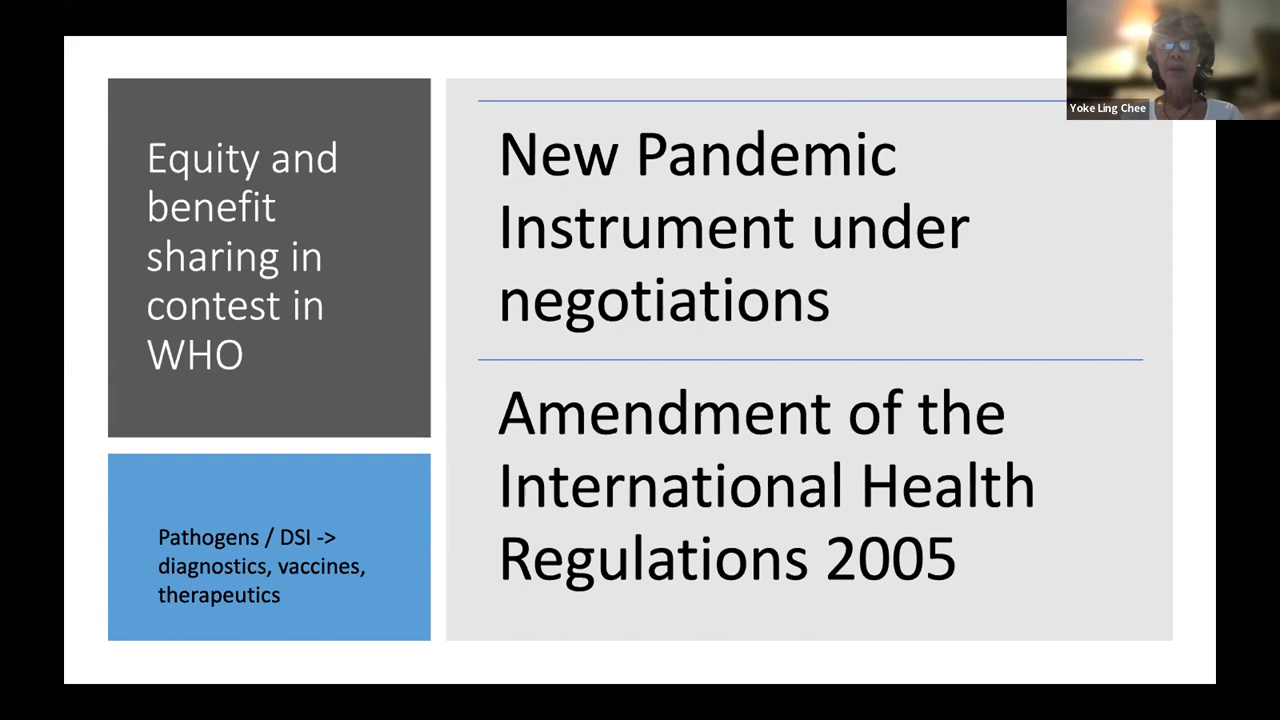 Equity and
benefit
sharing in
contest in
WHO
Pathogens / DSI ->
diagnostics, vaccines,
therapeutics
New Pandemic
Instrument under
negotiations
Amendment of the
International Health
Regulations 2005
Yoke Ling Chee